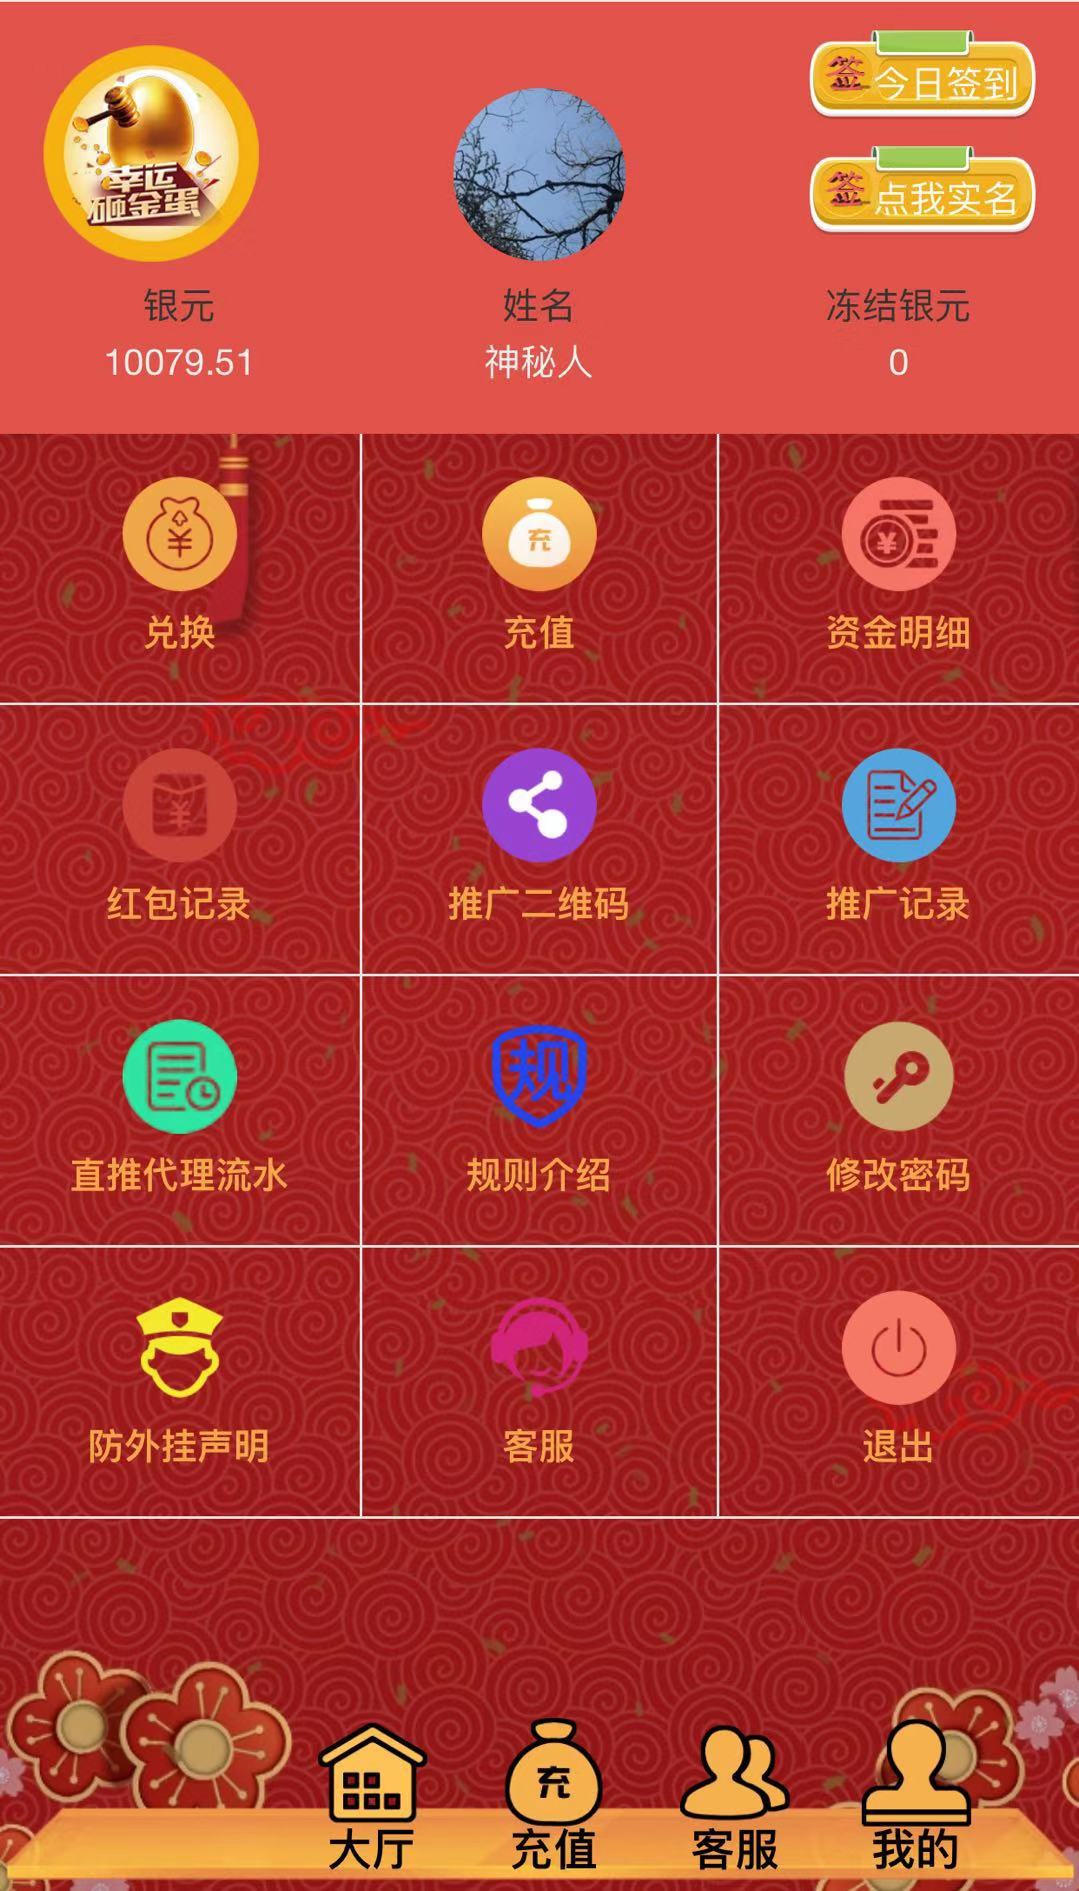 签 今日签到
幸运
砸金蛋
签 点我实名
银元
姓名
冻结银元
10079.51
神秘人
0
充
兑换
充值
资金明细
红包记录
推广二维码
推广记录
规
直推代理流水
规则介绍
修改密码
防外挂声明
客服
退出
充
大厅
充值
客服
我的